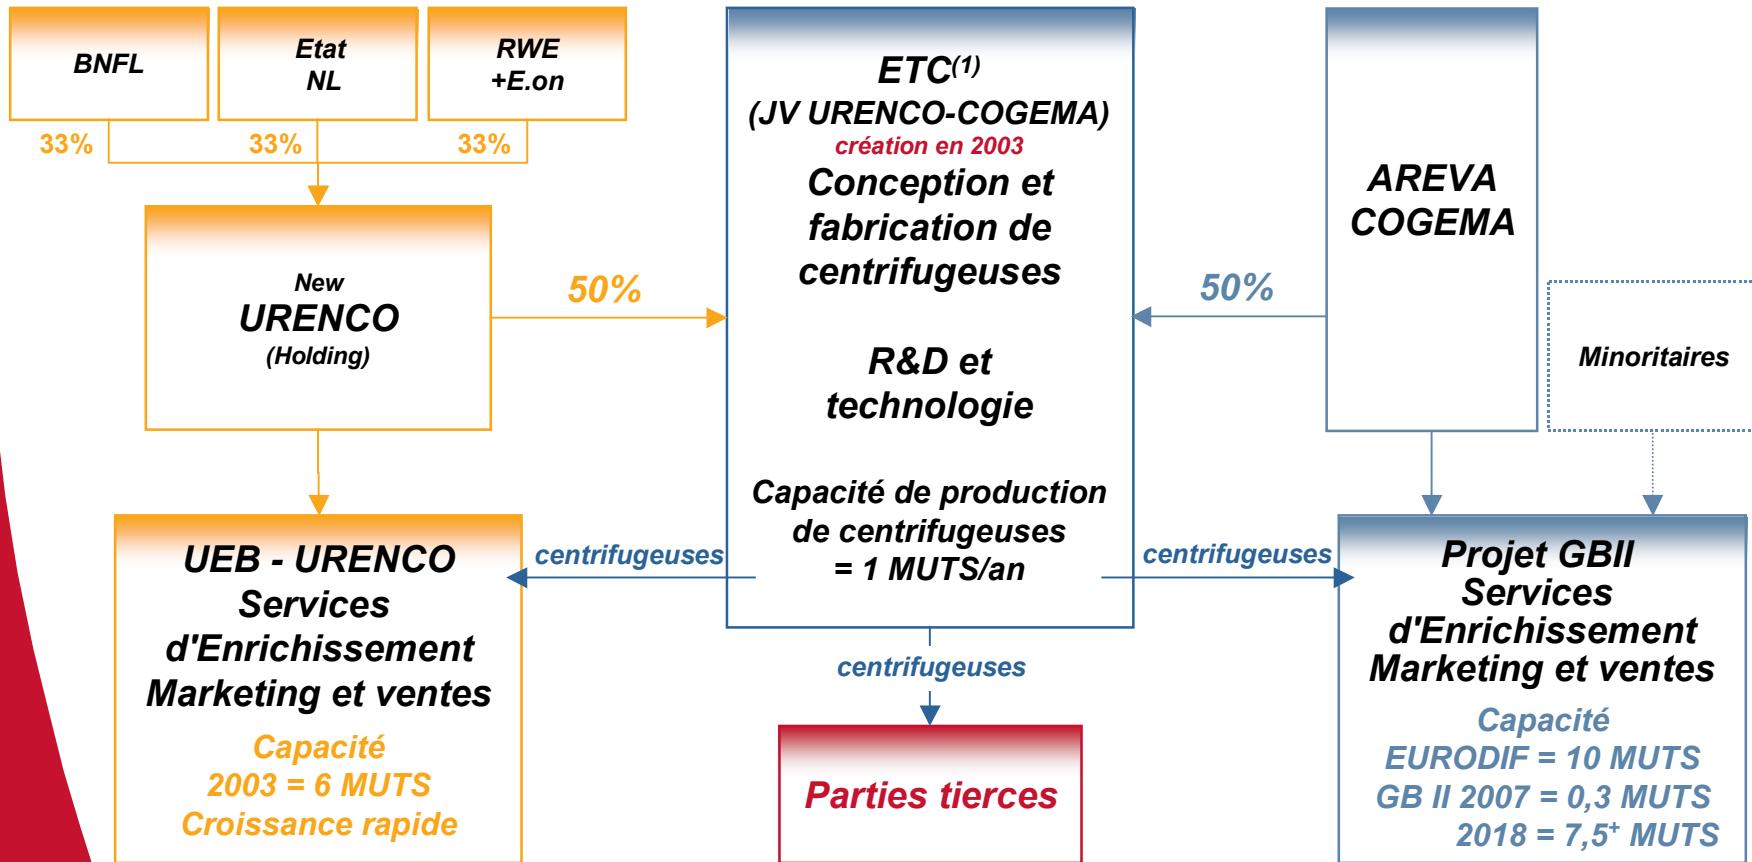 BNFL
Etat
NL
RWE
+E.on
33%
33%
33%
New
URENCO
(Holding)
50%
ETC(1)
(JV URENCO-COGEMA)
création en 2003
Conception et
fabrication de
centrifugeuses
R&D et
technologie
Capacité de production
de centrifugeuses
= 1 MUTS/an
50%
AREVA
COGEMA
Minoritaires
UEB - URENCO
Services
d'Enrichissement
Marketing et ventes
Capacité
2003 = 6 MUTS
Croissance rapide
centrifugeuses
centrifugeuses
centrifugeuses
Parties tierces
Projet GBII
Services
d'Enrichissement
Marketing et ventes
Capacité
EURODIF = 10 MUTS
GB II 2007 = 0,3 MUTS
2018 = 7,5+ MUTS